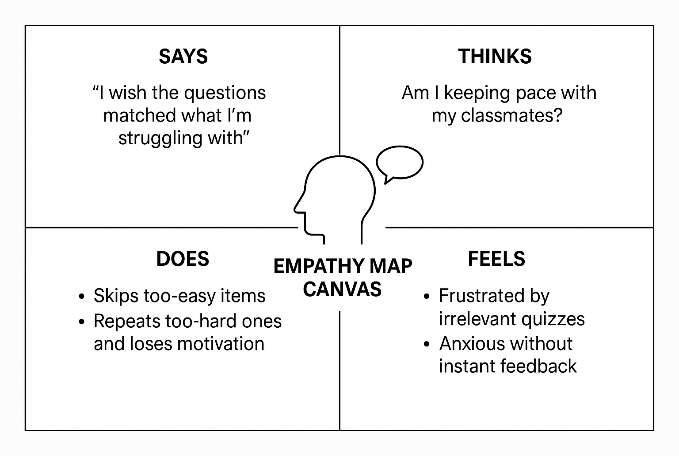 SAYS
“I wish the questions
matched what I’m
struggling with”
THINKS
Am I keeping pace with
my classmates?
EMPATHY MAP
CANVAS
DOES
• Skips too-easy items
• Repeats too-hard ones
and loses motivation
FEELS
• Frustrated by
irrelevant quizzes
• Anxious without
instant feedback